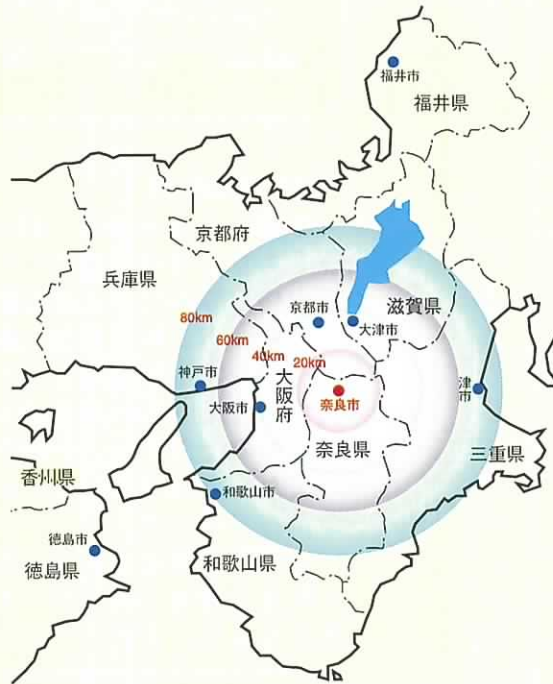 福井市
福井県
京都府
兵庫県
滋賀県
京都市
大津市
80km
60km
40km
20km
神戸市
大阪市
大阪府
奈良市
津市
奈良県
三重県
香川県
和歌山市
徳島市
徳島県
和歌山県